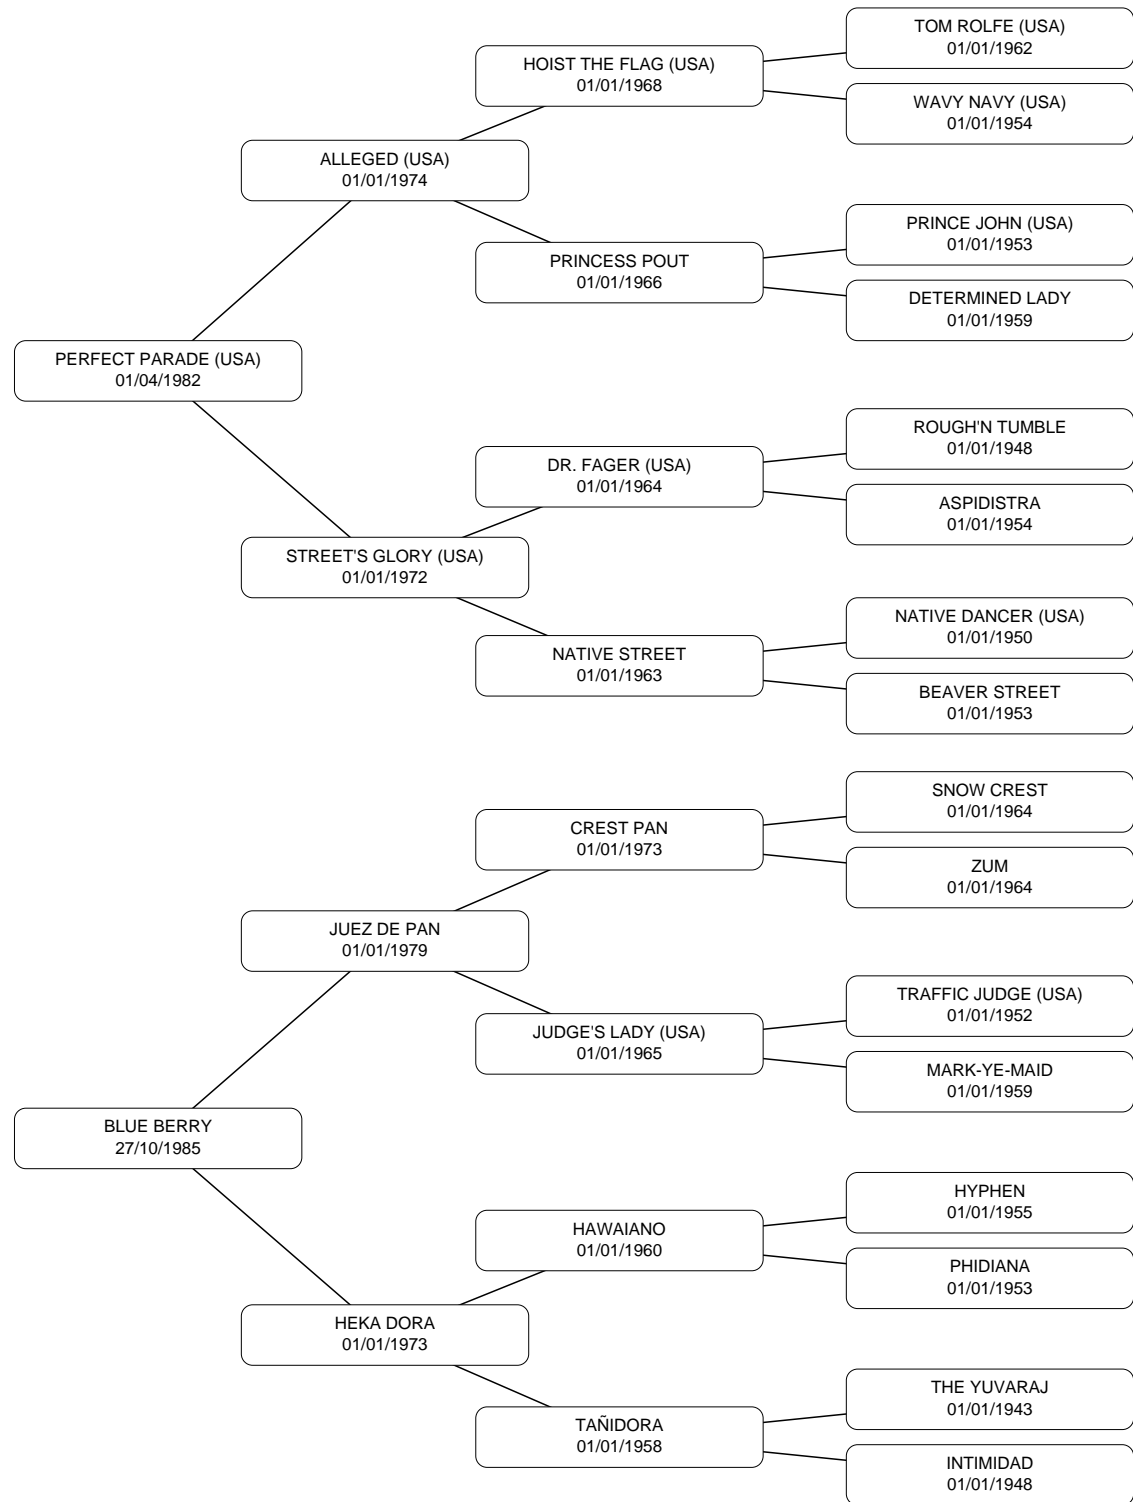 TOM ROLFE (USA)
01/01/1962
HOIST THE FLAG (USA)
01/01/1968
WAVY NAVY (USA)
01/01/1954
ALLEGED (USA)
01/01/1974
PRINCE JOHN (USA)
01/01/1953
PRINCESS POUT
01/01/1966
DETERMINED LADY
01/01/1959
PERFECT PARADE (USA)
01/04/1982
ROUGH'N TUMBLE
01/01/1948
DR. FAGER (USA)
01/01/1964
ASPIDISTRA
01/01/1954
STREET'S GLORY (USA)
01/01/1972
NATIVE DANCER (USA)
01/01/1950
NATIVE STREET
01/01/1963
BEAVER STREET
01/01/1953
SNOW CREST
01/01/1964
CREST PAN
01/01/1973
ZUM
01/01/1964
JUEZ DE PAN
01/01/1979
TRAFFIC JUDGE (USA)
01/01/1952
JUDGE'S LADY (USA)
01/01/1965
MARK-YE-MAID
01/01/1959
BLUE BERRY
27/10/1985
HYPHEN
01/01/1955
HAWAIANO
01/01/1960
PHIDIANA
01/01/1953
HEKA DORA
01/01/1973
THE YUVARAJ
01/01/1943
TAÑIDORA
01/01/1958
INTIMIDAD
01/01/1948